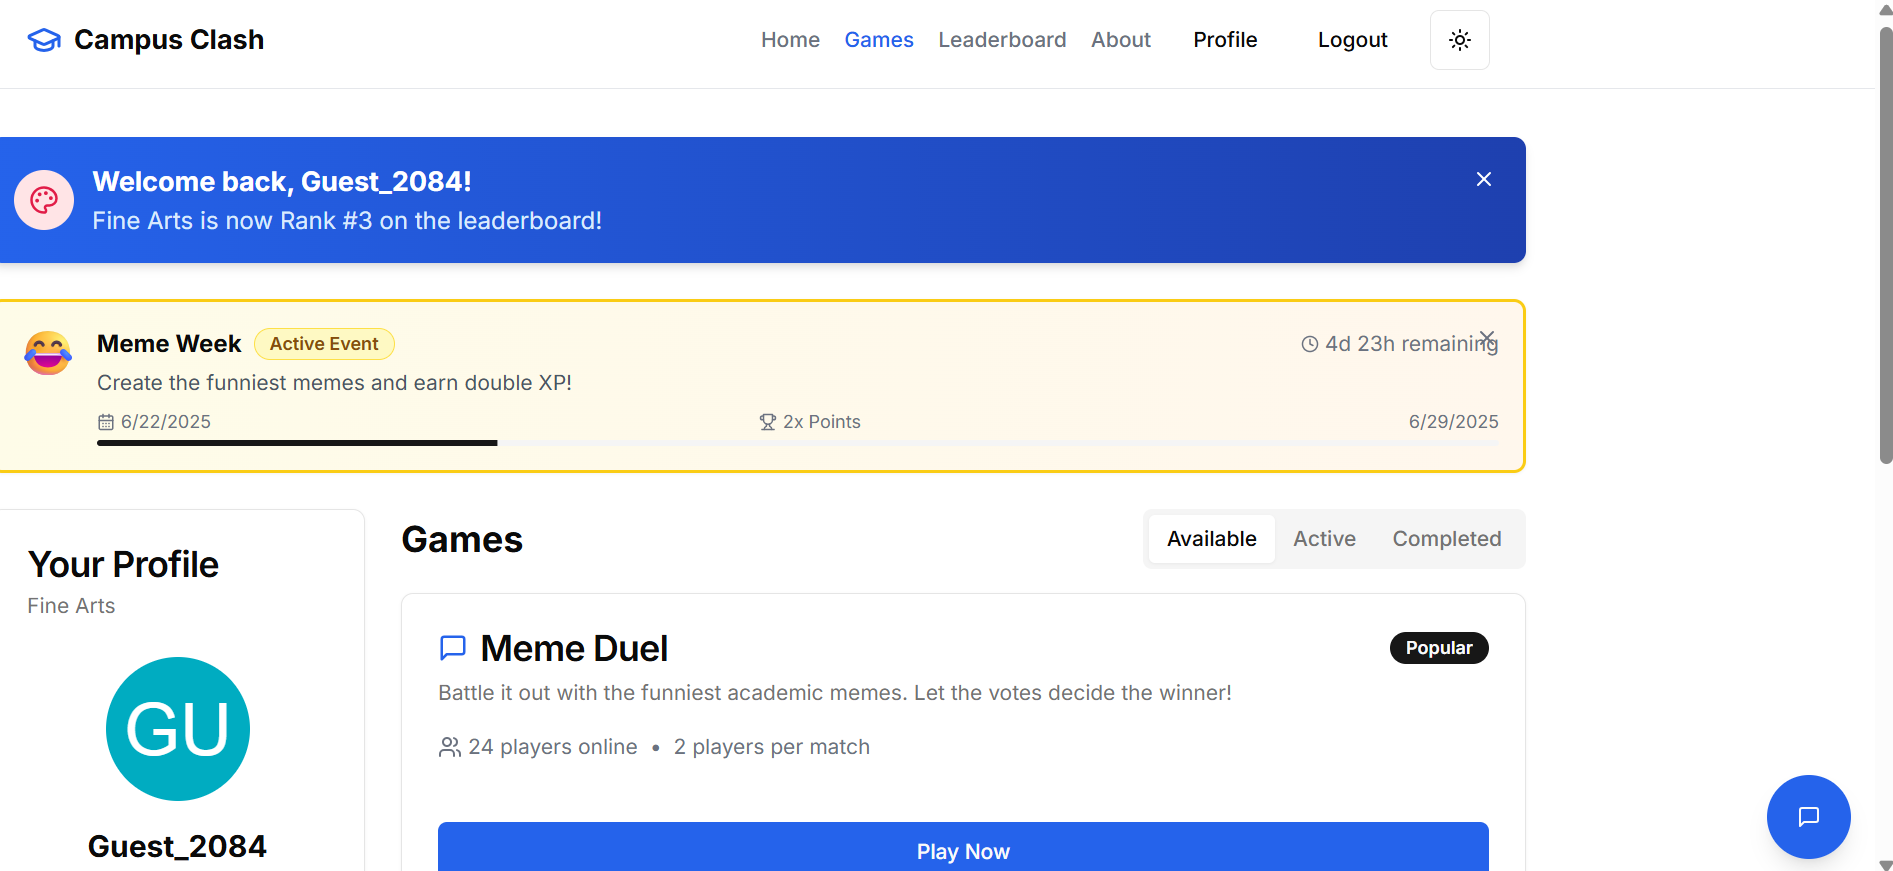 Campus Clash
Home Games Leaderboard About Profile Logout
Welcome back, Guest_2084!
Fine Arts is now Rank #3 on the leaderboard!
Meme Week Active Event 4d 23h remaining
Create the funniest memes and earn double XP!
6/22/2025 2x Points 6/29/2025
Your Profile
Fine Arts
GU
Guest_2084
Games
Available Active Completed
Meme Duel Popular
Battle it out with the funniest academic memes. Let the votes decide the winner!
24 players online • 2 players per match
Play Now